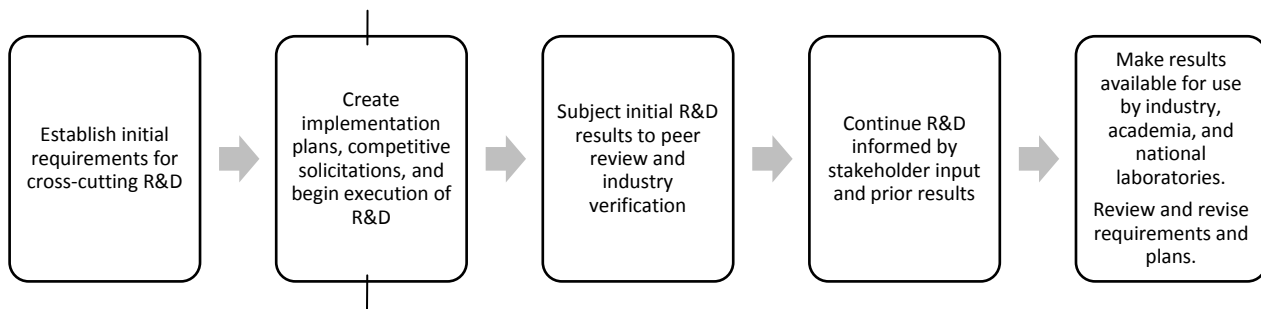 Establish initial
requirements for
cross-cutting R&D
Create
implementation
plans, competitive
solicitations, and
begin execution of
R&D
Subject initial R&D
results to peer
review and
industry
verification
Continue R&D
informed by
stakeholder input
and prior results
Make results
available for use
by industry,
academia, and
national
laboratories.
Review and revise
requirements and
plans.